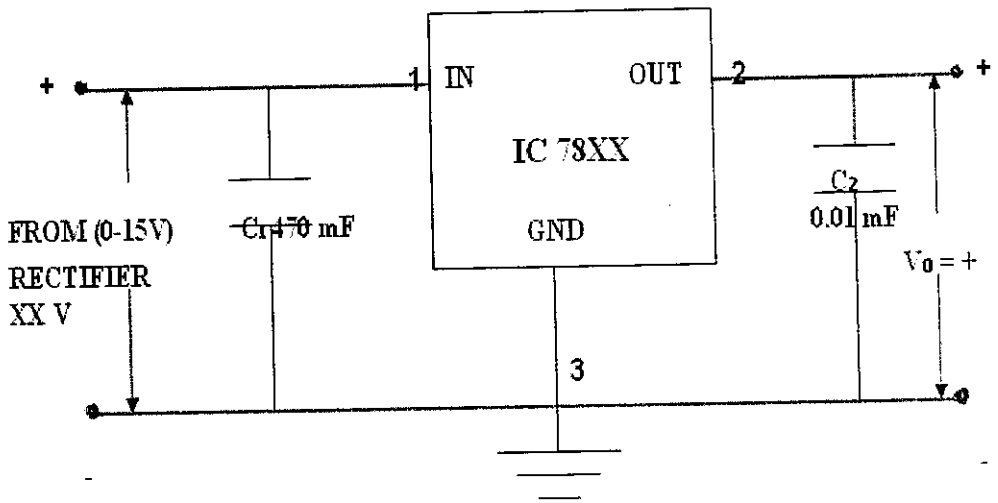 +
1
IN
OUT
2
+
IC 78XX
C1 470 mF
C2
0.01 mF
FROM (0-15V)
RECTIFIER
XX V
GND
V0 = +
3
-
-